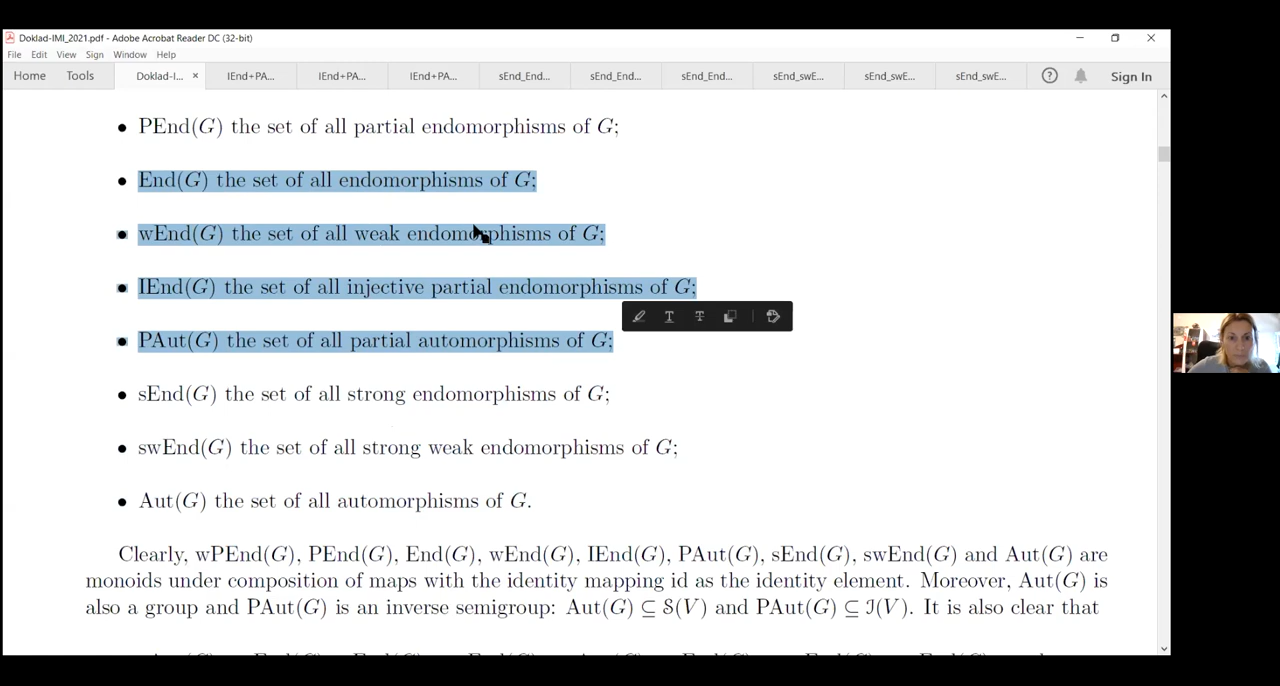 Doklad-IMI_2021.pdf - Adobe Acrobat Reader DC (32-bit)
File Edit View Sign Window Help
Home Tools Doklad-I... × IEnd+PA... IEnd+PA... IEnd+PA... sEnd_End... sEnd_End... sEnd_End... sEnd_swE... sEnd_swE... sEnd_swE... Sign In
• PEnd(G) the set of all partial endomorphisms of G;
• End(G) the set of all endomorphisms of G;
• wEnd(G) the set of all weak endomorphisms of G;
• IEnd(G) the set of all injective partial endomorphisms of G;
• PAut(G) the set of all partial automorphisms of G;
• sEnd(G) the set of all strong endomorphisms of G;
• swEnd(G) the set of all strong weak endomorphisms of G;
• Aut(G) the set of all automorphisms of G.
Clearly, wPEnd(G), PEnd(G), End(G), wEnd(G), IEnd(G), PAut(G), sEnd(G), swEnd(G) and Aut(G) are
monoids under composition of maps with the identity mapping id as the identity element. Moreover, Aut(G) is
also a group and PAut(G) is an inverse semigroup: Aut(G) ⊆ S(V) and PAut(G) ⊆ I(V). It is also clear that